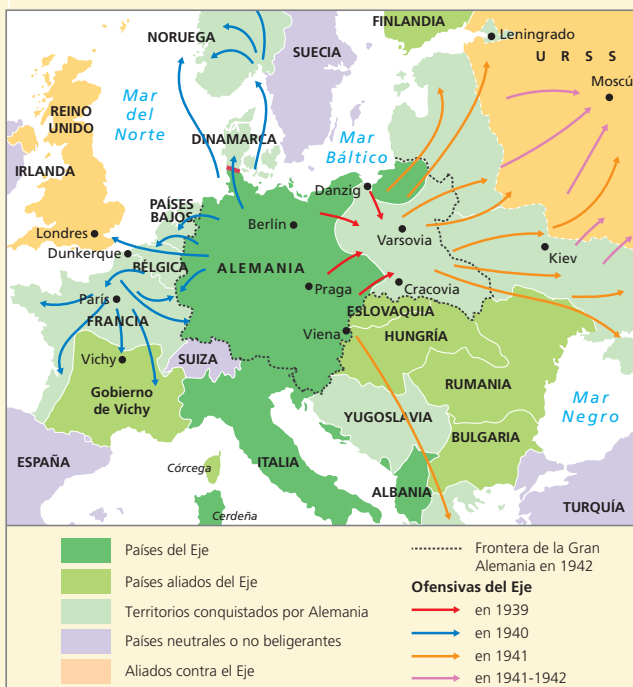 FINLANDIA
Leningrado
NORUEGA
SUECIA
U R S S
Moscú
Mar
del
Norte
REINO
UNIDO
DINAMARCA
Mar
Báltico
IRLANDA
Danzig
PAÍSES
BAJOS
Berlín
Varsovia
Londres
Dunkerque
Kiev
BÉLGICA
ALEMANIA
Praga
Cracovia
París
FRANCIA
ESLOVAQUIA
Viena
HUNGRÍA
Vichy
SUIZA
RUMANIA
Gobierno
de Vichy
Mar
Negro
YUGOSLAVIA
BULGARIA
ESPAÑA
Córcega
ITALIA
ALBANIA
TURQUÍA
Cerdeña
Países del Eje
Países aliados del Eje
Territorios conquistados por Alemania
Países neutrales o no beligerantes
Aliados contra el Eje
Frontera de la Gran
Alemania en 1942
Ofensivas del Eje
en 1939
en 1940
en 1941
en 1941-1942